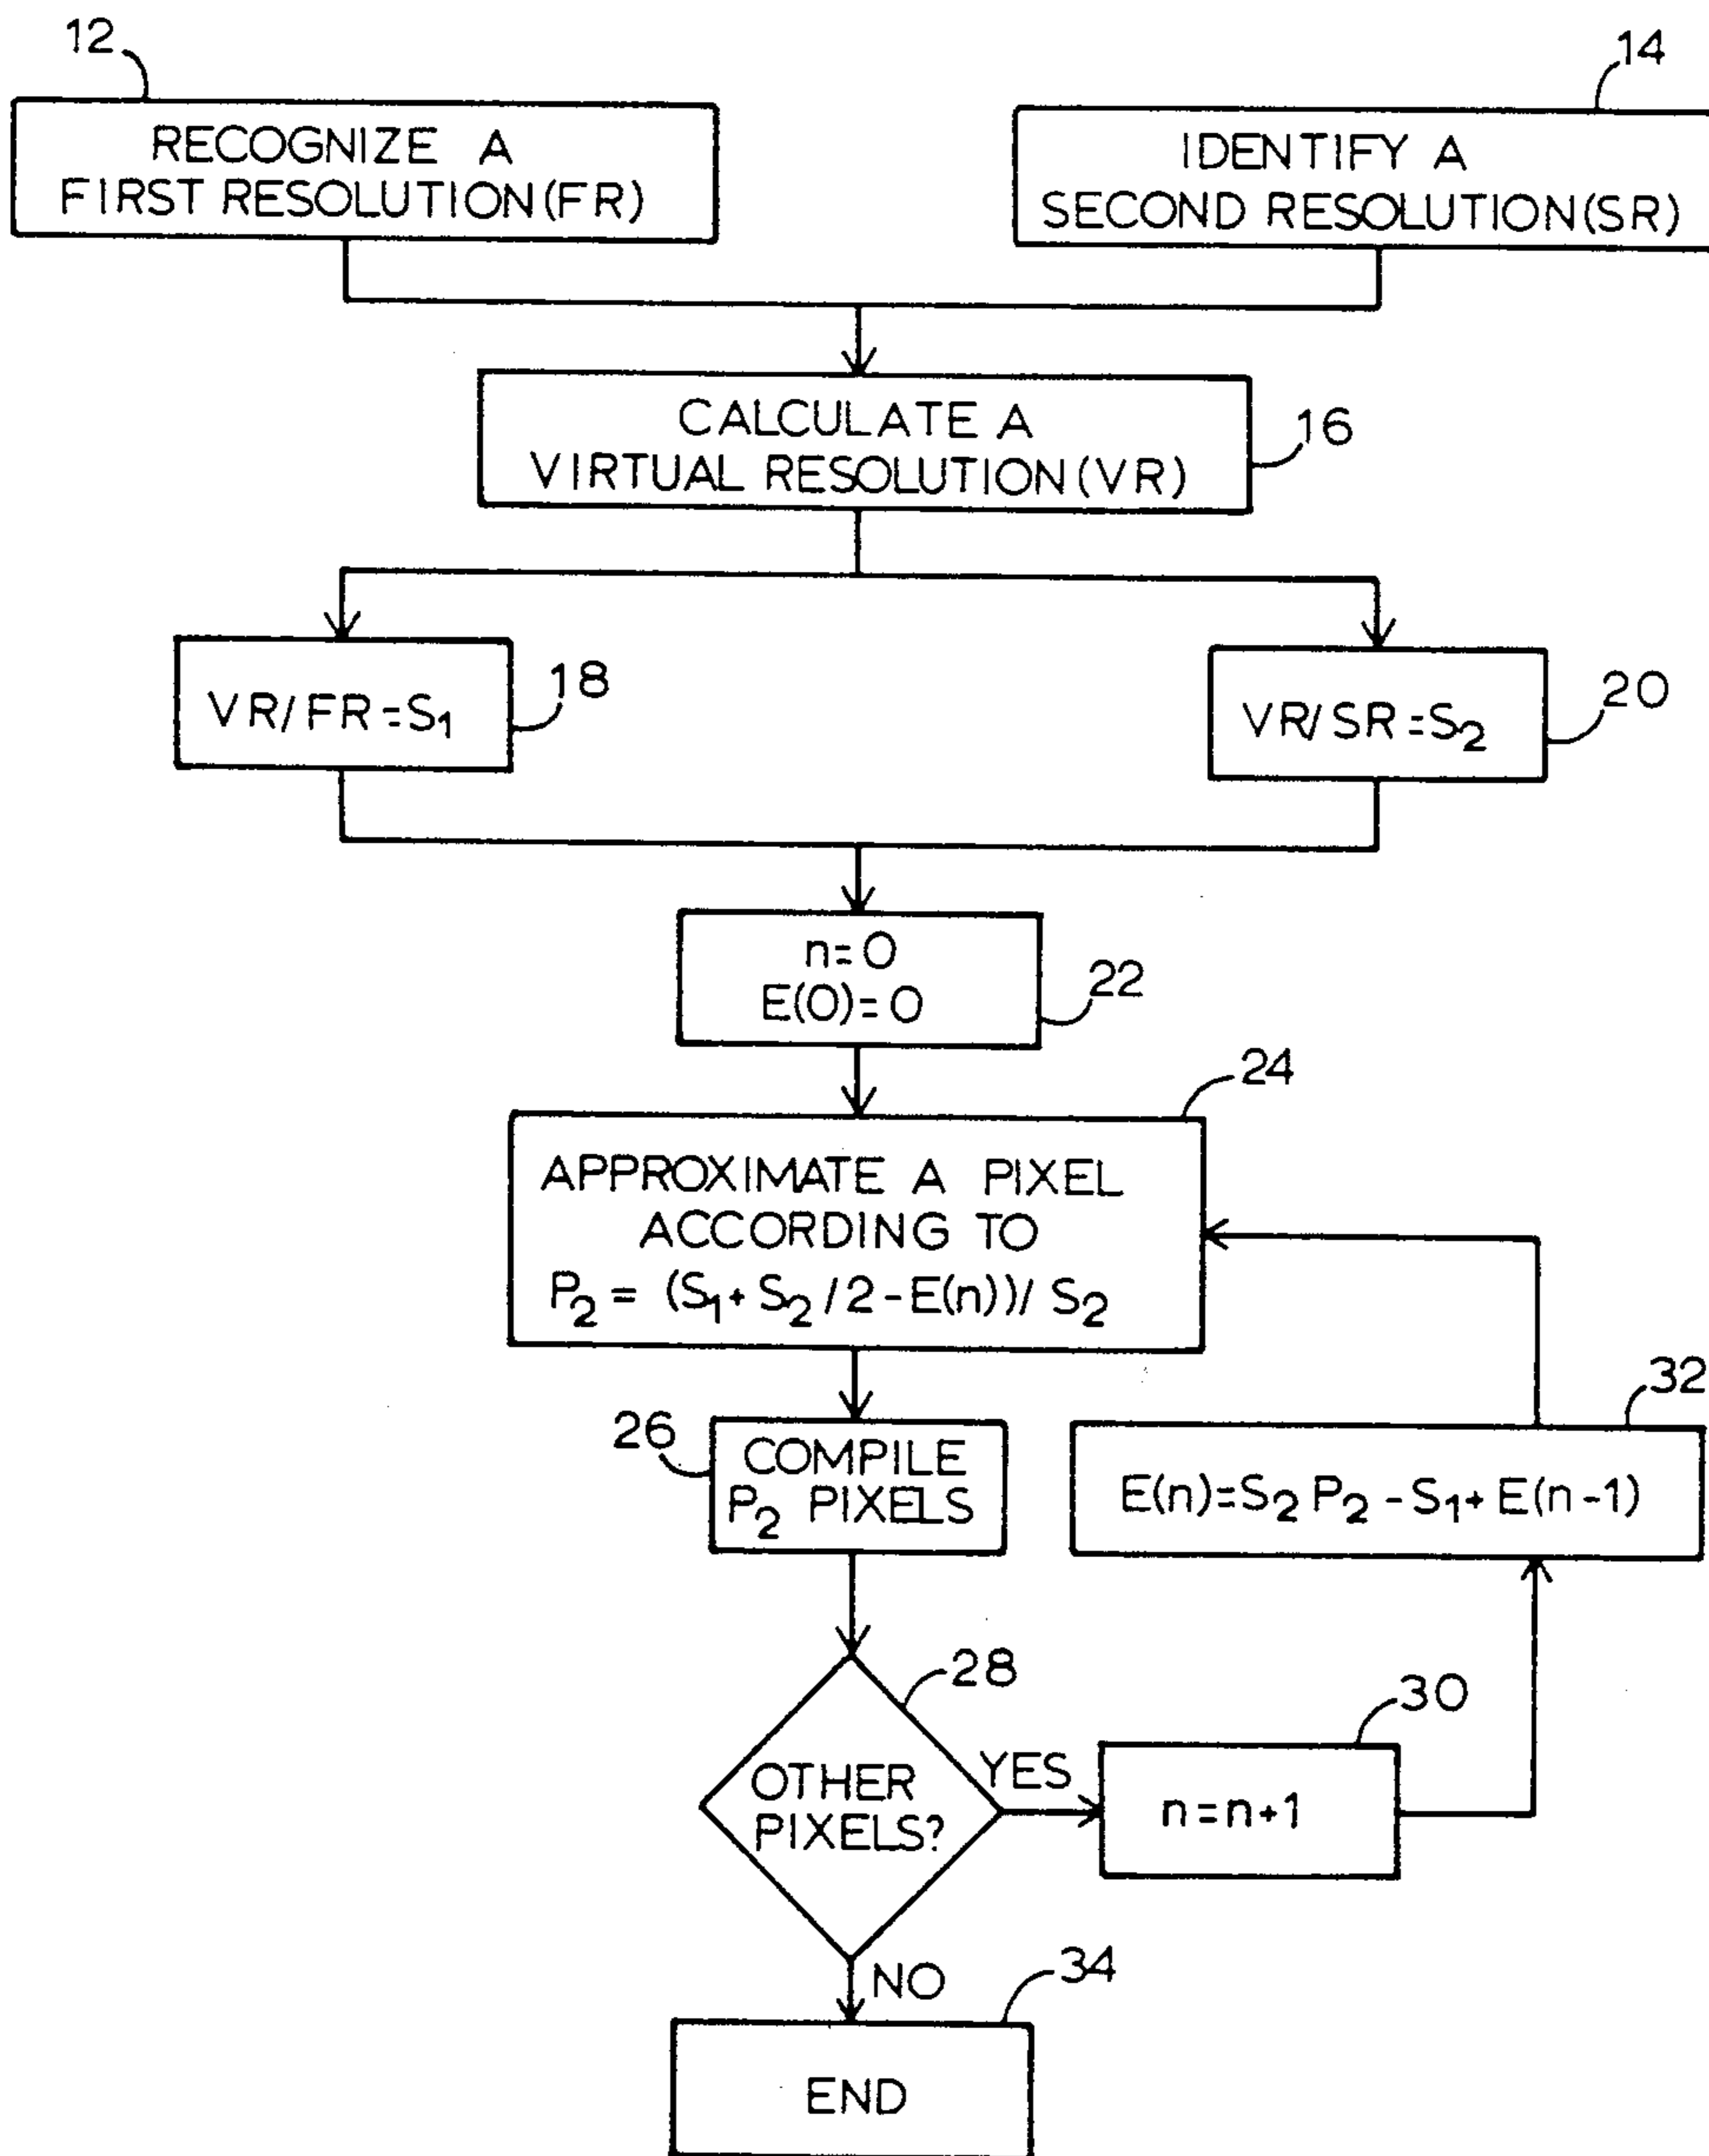 12
14
RECOGNIZE A
FIRST RESOLUTION(FR)
IDENTIFY A
SECOND RESOLUTION(SR)
CALCULATE A
VIRTUAL RESOLUTION(VR)
16
VR/FR=S₁
18
VR/SR=S₂
20
n=0
E(0)=0
22
24
APPROXIMATE A PIXEL
ACCORDING TO
P₂ = (S₁+S₂/2-E(n))/S₂
26
COMPILE
P₂ PIXELS
32
E(n)=S₂P₂-S₁+E(n-1)
28
OTHER
PIXELS?
YES
30
n=n+1
NO
34
END